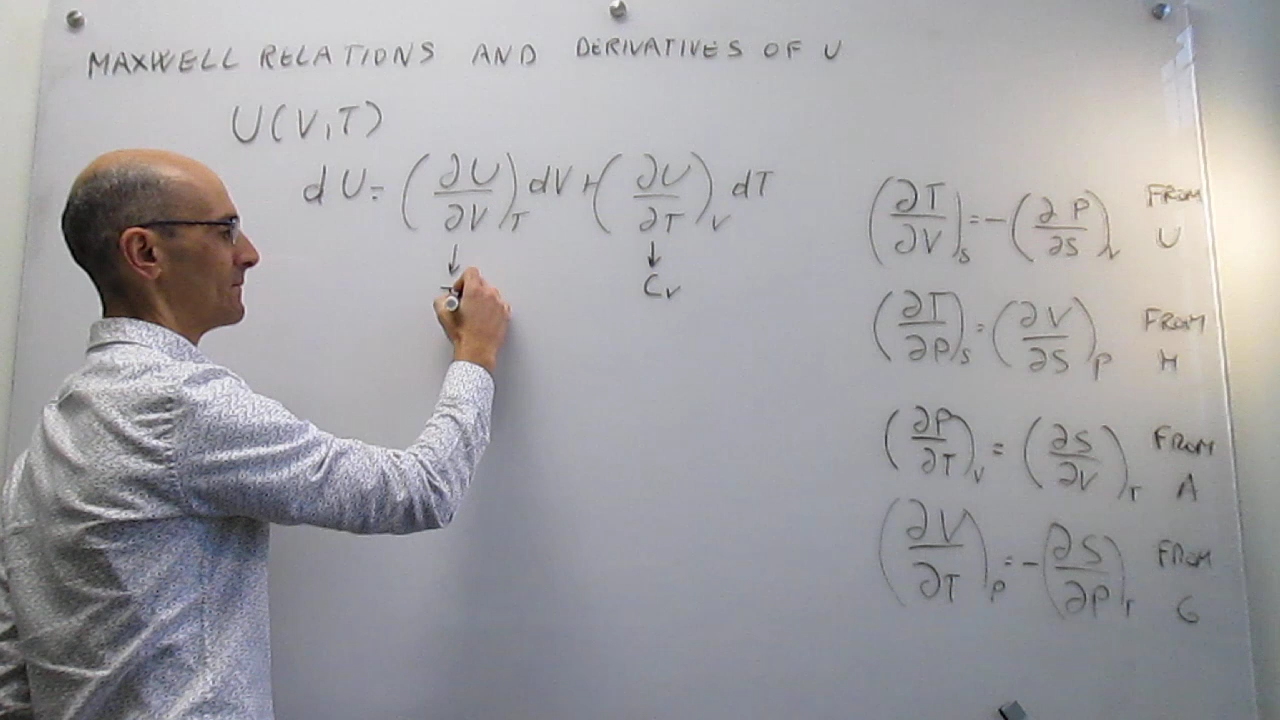 MAXWELL RELATIONS AND DERIVATIVES OF U
U(V,T)
dU = (∂U/∂V)_T dV + (∂U/∂T)_V dT
↓ ↓
C_V
(∂T/∂V)_S = -(∂P/∂S)_V FROM U
(∂T/∂P)_S = (∂V/∂S)_P FROM H
(∂P/∂T)_V = (∂S/∂V)_T FROM A
(∂V/∂T)_P = -(∂S/∂P)_T FROM G